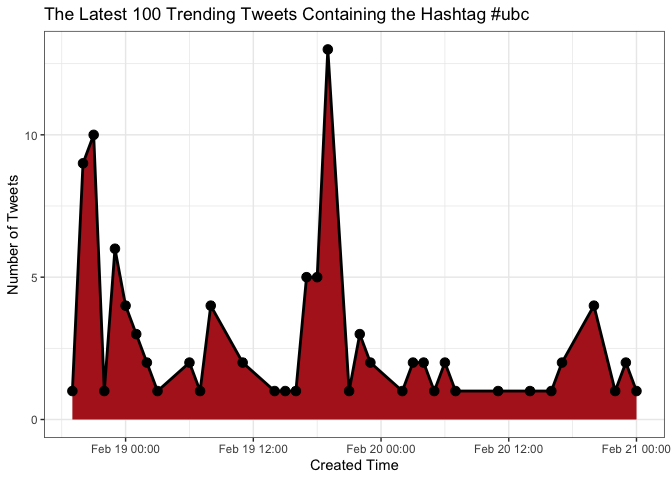 The Latest 100 Trending Tweets Containing the Hashtag #ubc
Number of Tweets
10
5
0
Feb 19 00:00 Feb 19 12:00 Feb 20 00:00 Feb 20 12:00 Feb 21 00:00
Created Time